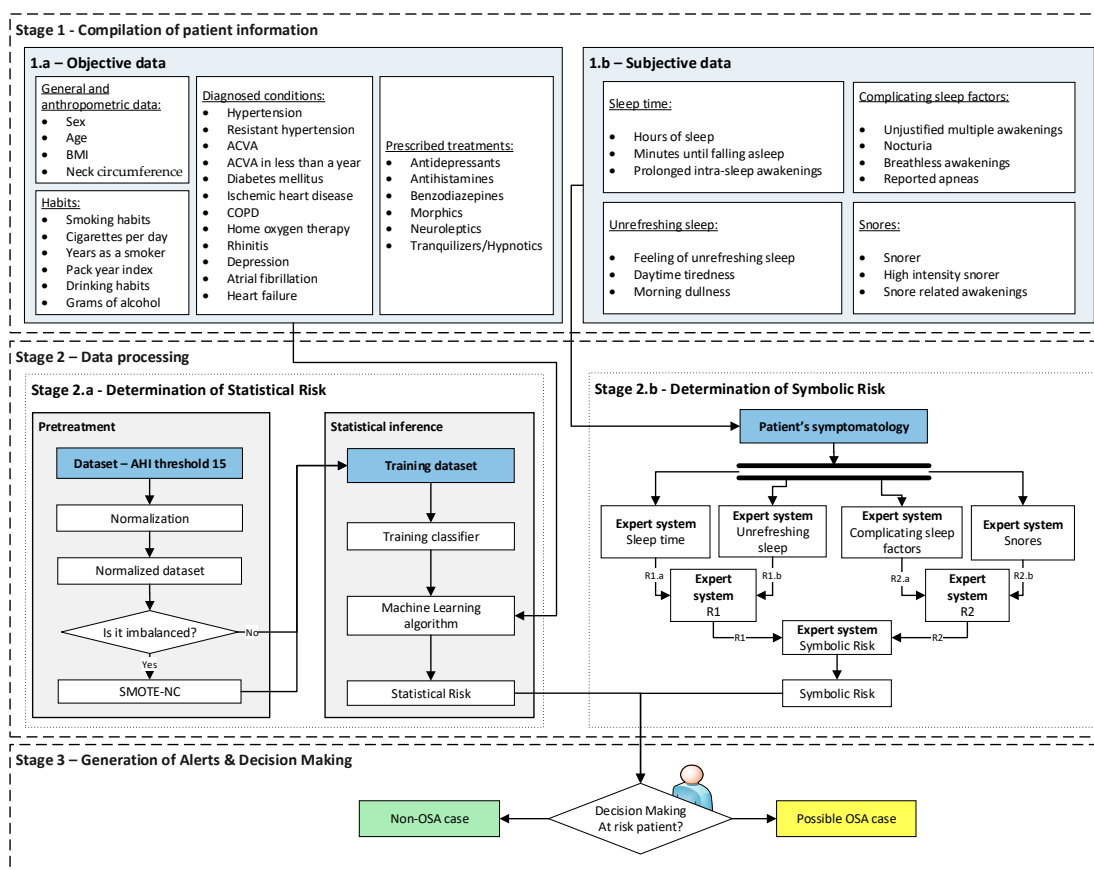 Stage 1 - Compilation of patient information
1.a – Objective data
General and
anthropometric data:
• Sex
• Age
• BMI
• Neck circumference
Habits:
• Smoking habits
• Cigarettes per day
• Years as a smoker
• Pack year index
• Drinking habits
• Grams of alcohol
Diagnosed conditions:
• Hypertension
• Resistant hypertension
• ACVA
• ACVA in less than a year
• Diabetes mellitus
• Ischemic heart disease
• COPD
• Home oxygen therapy
• Rhinitis
• Depression
• Atrial fibrillation
• Heart failure
Prescribed treatments:
• Antidepressants
• Antihistamines
• Benzodiazepines
• Morphics
• Neuroleptics
• Tranquilizers/Hypnotics
1.b – Subjective data
Sleep time:
• Hours of sleep
• Minutes until falling asleep
• Prolonged intra-sleep awakenings
Complicating sleep factors:
• Unjustified multiple awakenings
• Nocturia
• Breathless awakenings
• Reported apneas
Unrefreshing sleep:
• Feeling of unrefreshing sleep
• Daytime tiredness
• Morning dullness
Snores:
• Snorer
• High intensity snorer
• Snore related awakenings
Stage 2 – Data processing
Stage 2.a - Determination of Statistical Risk
Pretreatment
Dataset – AHI threshold 15
Normalization
Normalized dataset
Is it imbalanced?
No
Yes
SMOTE-NC
Statistical inference
Training dataset
Training classifier
Machine Learning
algorithm
Statistical Risk
Stage 2.b - Determination of Symbolic Risk
Patient's symptomatology
Expert system
Sleep time
Expert system
Unrefreshing
sleep
Expert system
Complicating sleep
factors
Expert system
Snores
R1.a
R1.b
R2.a
R2.b
Expert
system
R1
Expert
system
R2
R1
R2
Expert system
Symbolic Risk
Symbolic Risk
Stage 3 – Generation of Alerts & Decision Making
Non-OSA case
Decision Making
At risk patient?
Possible OSA case